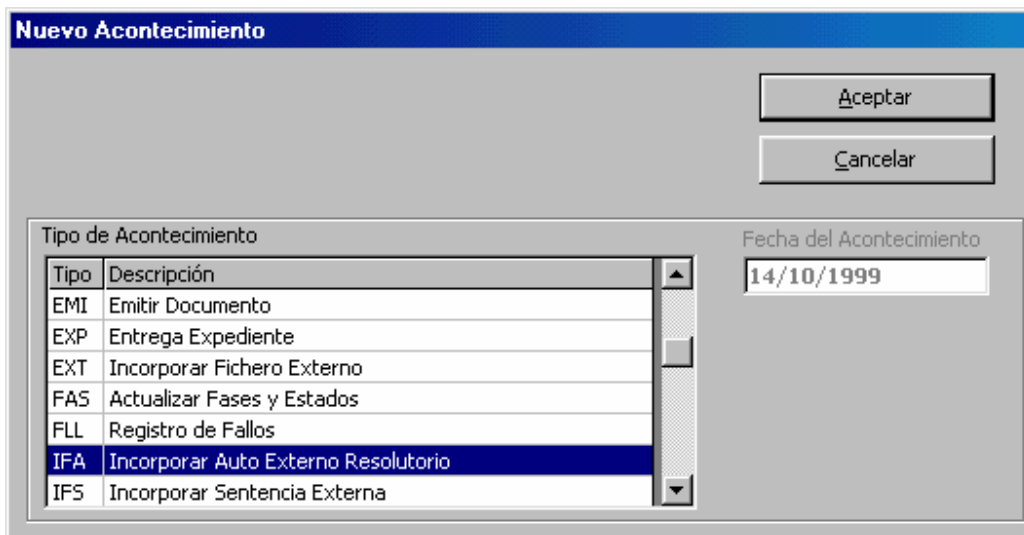 Nuevo Acontecimiento
Aceptar
Cancelar
Tipo de Acontecimiento
Fecha del Acontecimiento
14/10/1999
Tipo Descripción
EMI Emitir Documento
EXP Entrega Expediente
EXT Incorporar Fichero Externo
FAS Actualizar Fases y Estados
FLL Registro de Fallos
IFA Incorporar Auto Externo Resolutorio
IFS Incorporar Sentencia Externa